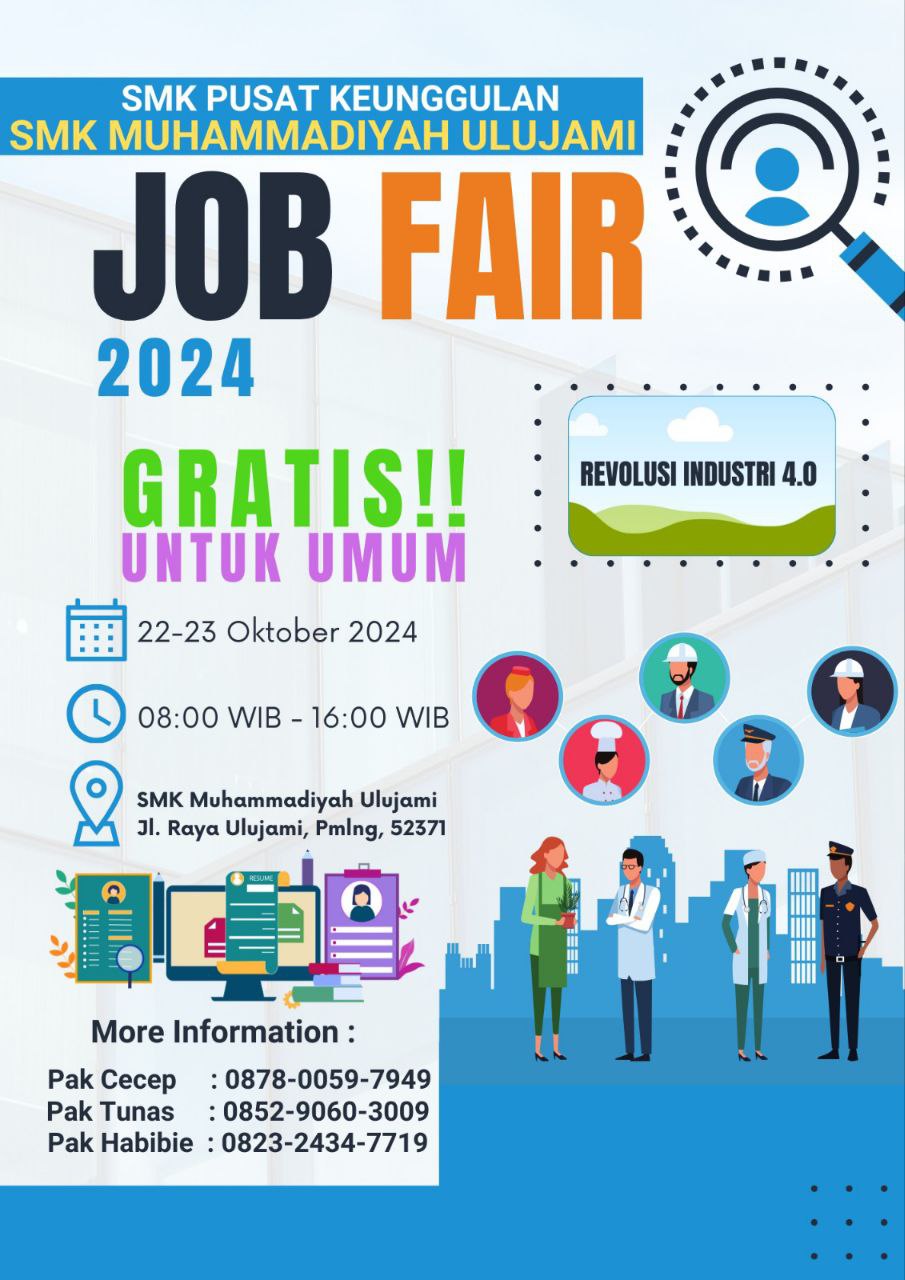 SMK PUSAT KEUNGGULAN
SMK MUHAMMADIYAH ULUJAMI
JOB FAIR
2024
REVOLUSI INDUSTRI 4.0
GRATIS!!
UNTUK UMUM
22-23 Oktober 2024
08:00 WIB - 16:00 WIB
SMK Muhammadiyah Ulujami
Jl. Raya Ulujami, Pmlng, 52371
RESUME
More Information :
Pak Cecep : 0878-0059-7949
Pak Tunas : 0852-9060-3009
Pak Habibie : 0823-2434-7719